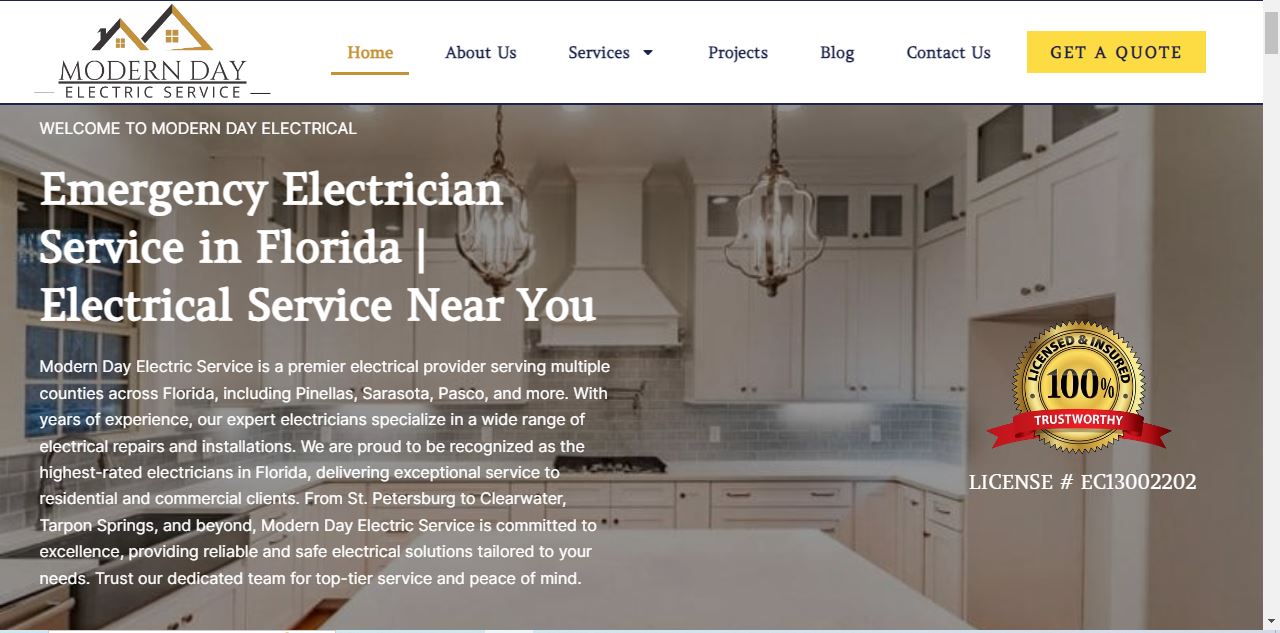 MODERN DAY
ELECTRIC SERVICE
Home
About Us
Services
Projects
Blog
Contact Us
GET A QUOTE
WELCOME TO MODERN DAY ELECTRICAL
Emergency Electrician
Service in Florida |
Electrical Service Near You
Modern Day Electric Service is a premier electrical provider serving multiple
counties across Florida, including Pinellas, Sarasota, Pasco, and more. With
years of experience, our expert electricians specialize in a wide range of
electrical repairs and installations. We are proud to be recognized as the
highest-rated electricians in Florida, delivering exceptional service to
residential and commercial clients. From St. Petersburg to Clearwater,
Tarpon Springs, and beyond, Modern Day Electric Service is committed to
excellence, providing reliable and safe electrical solutions tailored to your
needs. Trust our dedicated team for top-tier service and peace of mind.
LICENSED & INSURED
100%
TRUSTWORTHY
LICENSE # EC13002202